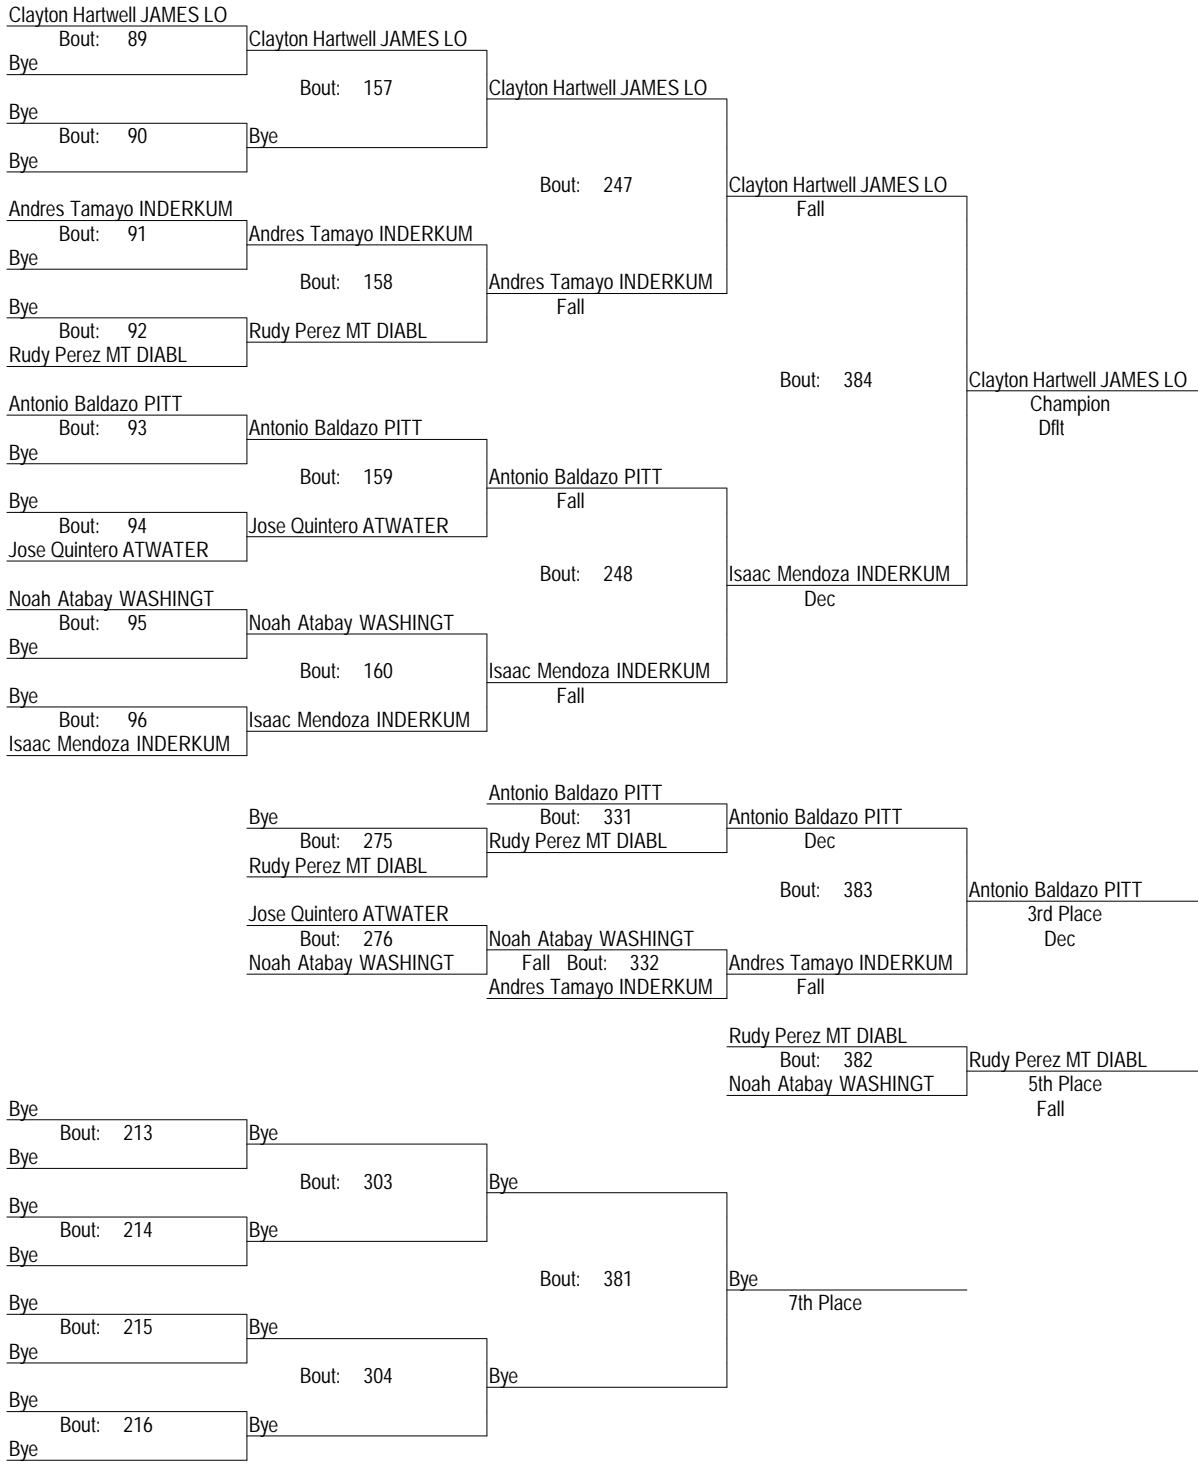 Clayton Hartwell JAMES LO
Bout: 89
Clayton Hartwell JAMES LO
Bye
Bout: 157
Clayton Hartwell JAMES LO
Bye
Bout: 90
Bye
Bye
Bout: 247
Clayton Hartwell JAMES LO
Fall
Andres Tamayo INDERKUM
Bout: 91
Andres Tamayo INDERKUM
Bye
Bout: 158
Andres Tamayo INDERKUM
Fall
Bye
Bout: 92
Rudy Perez MT DIABL
Rudy Perez MT DIABL
Bout: 384
Clayton Hartwell JAMES LO
Champion
Dflt
Antonio Baldazo PITT
Bout: 93
Antonio Baldazo PITT
Bye
Bout: 159
Antonio Baldazo PITT
Fall
Bye
Bout: 94
Jose Quintero ATWATER
Jose Quintero ATWATER
Bout: 248
Isaac Mendoza INDERKUM
Dec
Noah Atabay WASHINGT
Bout: 95
Noah Atabay WASHINGT
Bye
Bout: 160
Isaac Mendoza INDERKUM
Fall
Bye
Bout: 96
Isaac Mendoza INDERKUM
Isaac Mendoza INDERKUM
Antonio Baldazo PITT
Bye
Bout: 331
Antonio Baldazo PITT
Bout: 275
Rudy Perez MT DIABL
Dec
Rudy Perez MT DIABL
Bout: 383
Antonio Baldazo PITT
3rd Place
Dec
Jose Quintero ATWATER
Bout: 276
Noah Atabay WASHINGT
Noah Atabay WASHINGT
Fall Bout: 332
Andres Tamayo INDERKUM
Andres Tamayo INDERKUM
Fall
Rudy Perez MT DIABL
Bout: 382
Rudy Perez MT DIABL
Noah Atabay WASHINGT
5th Place
Fall
Bye
Bout: 213
Bye
Bye
Bout: 303
Bye
Bye
Bout: 214
Bye
Bye
Bout: 381
Bye
7th Place
Bye
Bout: 215
Bye
Bye
Bout: 304
Bye
Bye
Bout: 216
Bye
Bye